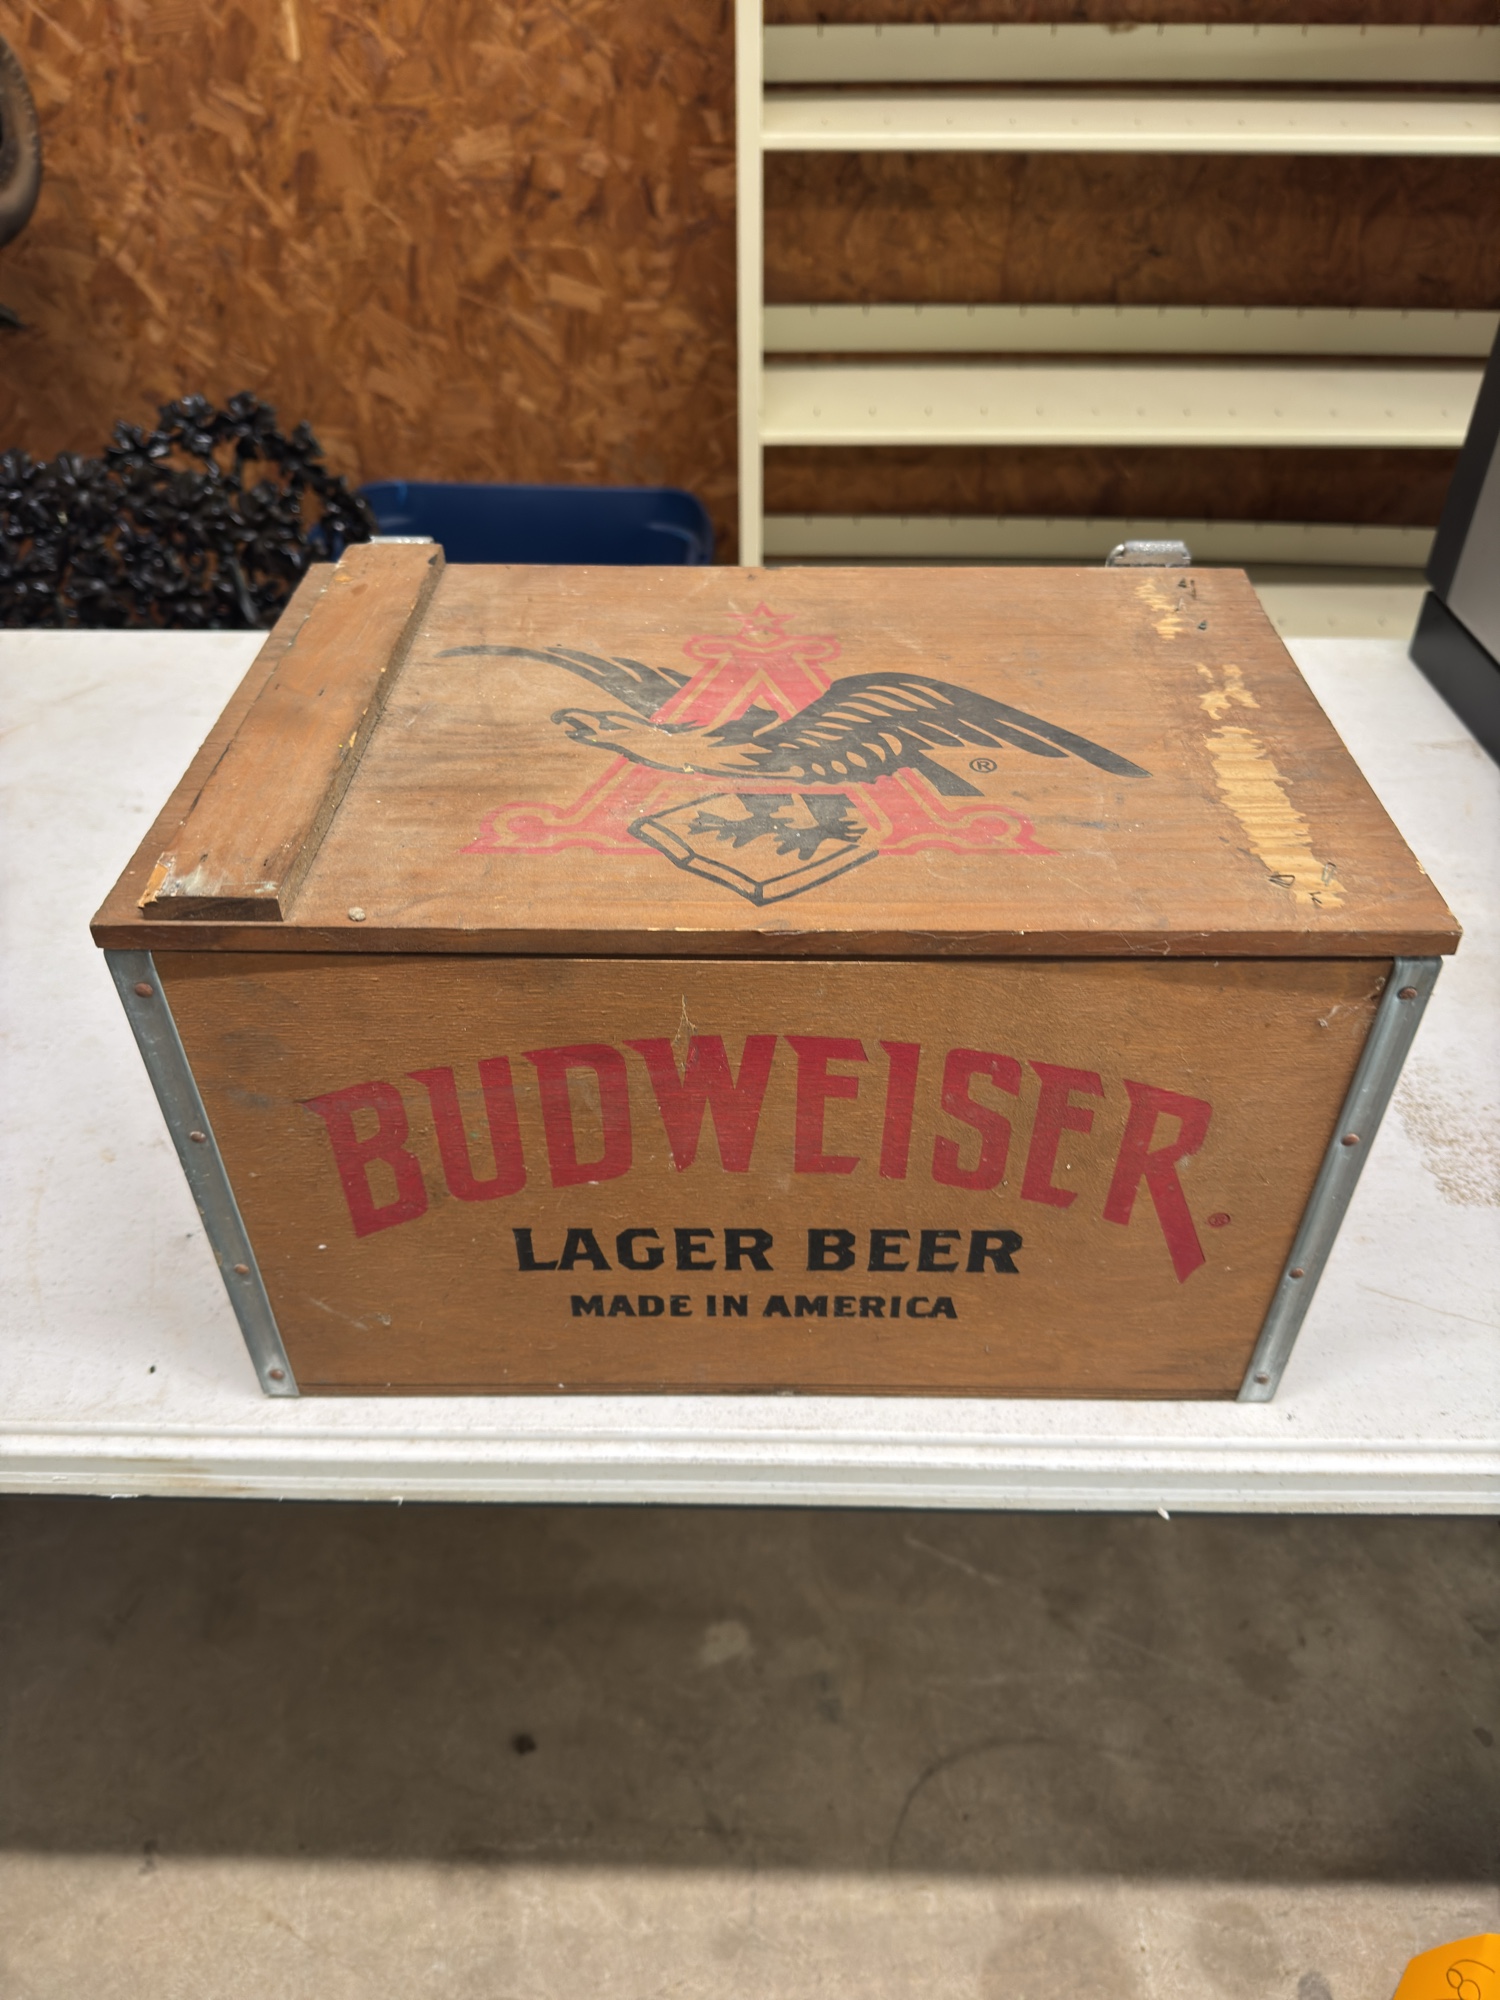 A
®
BUDWEISER®
LAGER BEER
MADE IN AMERICA